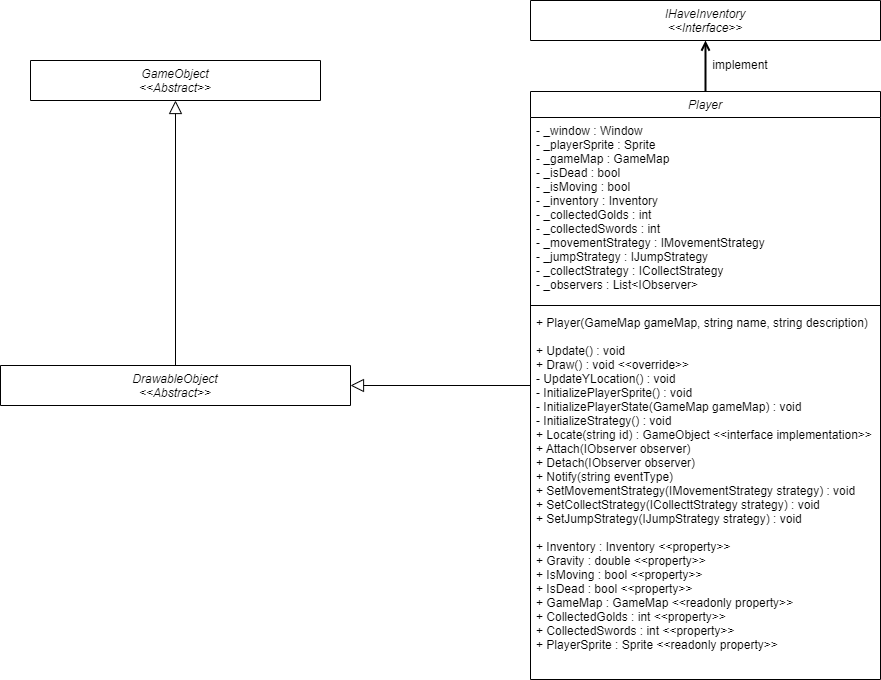 IHaveInventory
<<Interface>>
implement
GameObject
<<Abstract>>
Player
- _window : Window
- _playerSprite : Sprite
- _gameMap : GameMap
- _isDead : bool
- _isMoving : bool
- _inventory : Inventory
- _collectedGolds : int
- _collectedSwords : int
- _movementStrategy : IMovementStrategy
- _jumpStrategy : IJumpStrategy
- _collectStrategy : ICollectStrategy
- _observers : List<IObserver>
+ Player(GameMap gameMap, string name, string description)
+ Update() : void
+ Draw() : void <<override>>
- UpdateYLocation() : void
- InitializePlayerSprite() : void
- InitializePlayerState(GameMap gameMap) : void
- InitializeStrategy() : void
+ Locate(string id) : GameObject <<interface implementation>>
+ Attach(IObserver observer)
+ Detach(IObserver observer)
+ Notify(string eventType)
+ SetMovementStrategy(IMovementStrategy strategy) : void
+ SetCollectStrategy(ICollecttStrategy strategy) : void
+ SetJumpStrategy(IJumpStrategy strategy) : void
+ Inventory : Inventory <<property>>
+ Gravity : double <<property>>
+ IsMoving : bool <<property>>
+ IsDead : bool <<property>>
+ GameMap : GameMap <<readonly property>>
+ CollectedGolds : int <<property>>
+ CollectedSwords : int <<property>>
+ PlayerSprite : Sprite <<readonly property>>
DrawableObject
<<Abstract>>